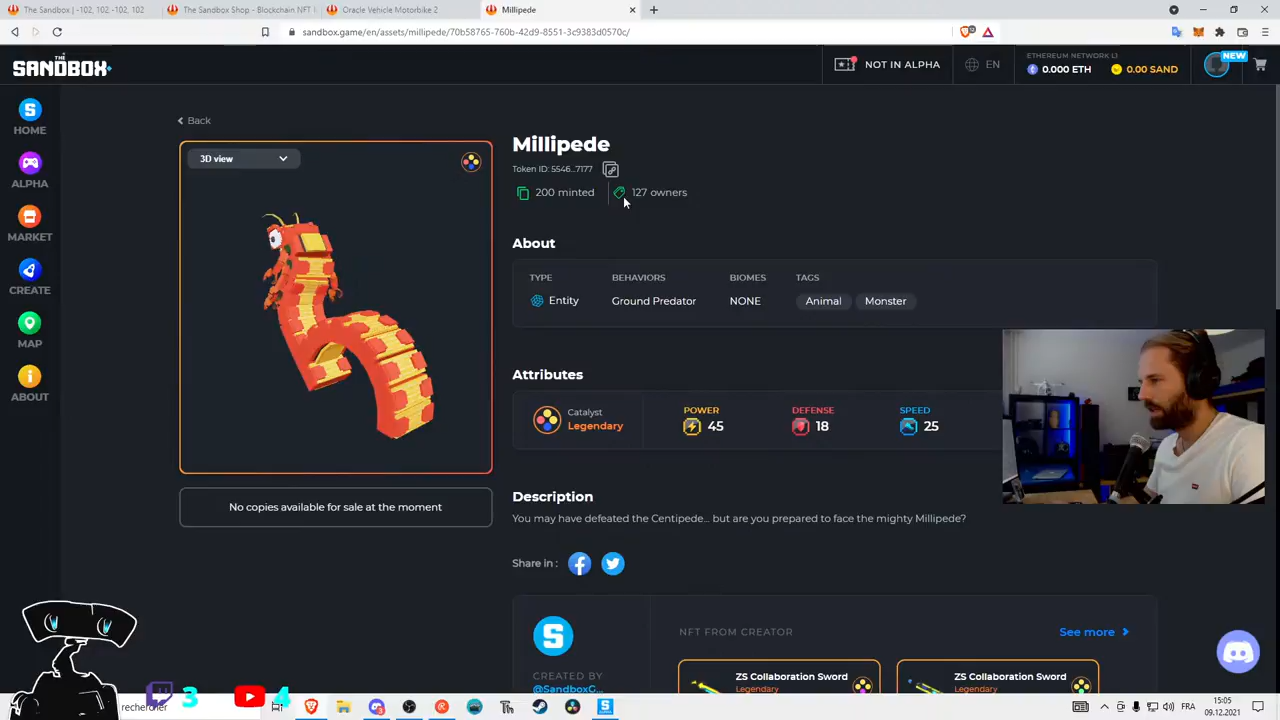 The Sandbox | -102, 102 -102, 102
The Sandbox Shop - Blockchain NFT
Oracle Vehicle Motorbike 2
Millipede
sandbox.game/en/assets/millipede/70b58765-760b-42d9-8551-3c9383d0570c/
THE
SANDBOX
NOT IN ALPHA
EN
ETHEREUM NETWORK L1
0.000 ETH
0.00 SAND
NEW
HOME
ALPHA
MARKET
CREATE
MAP
ABOUT
Back
3D view
No copies available for sale at the moment
Millipede
Token ID: 5546...7177
200 minted
127 owners
About
TYPE
BEHAVIORS
BIOMES
TAGS
Entity
Ground Predator
NONE
Animal
Monster
Attributes
Catalyst
Legendary
POWER
45
DEFENSE
18
SPEED
25
Description
You may have defeated the Centipede... but are you prepared to face the mighty Millipede?
Share in :
CREATED BY
@SandboxG...
NFT FROM CREATOR
See more
ZS Collaboration Sword
Legendary
ZS Collaboration Sword
Legendary
3
4
rechercher
FRA
15:05
09.12.2021